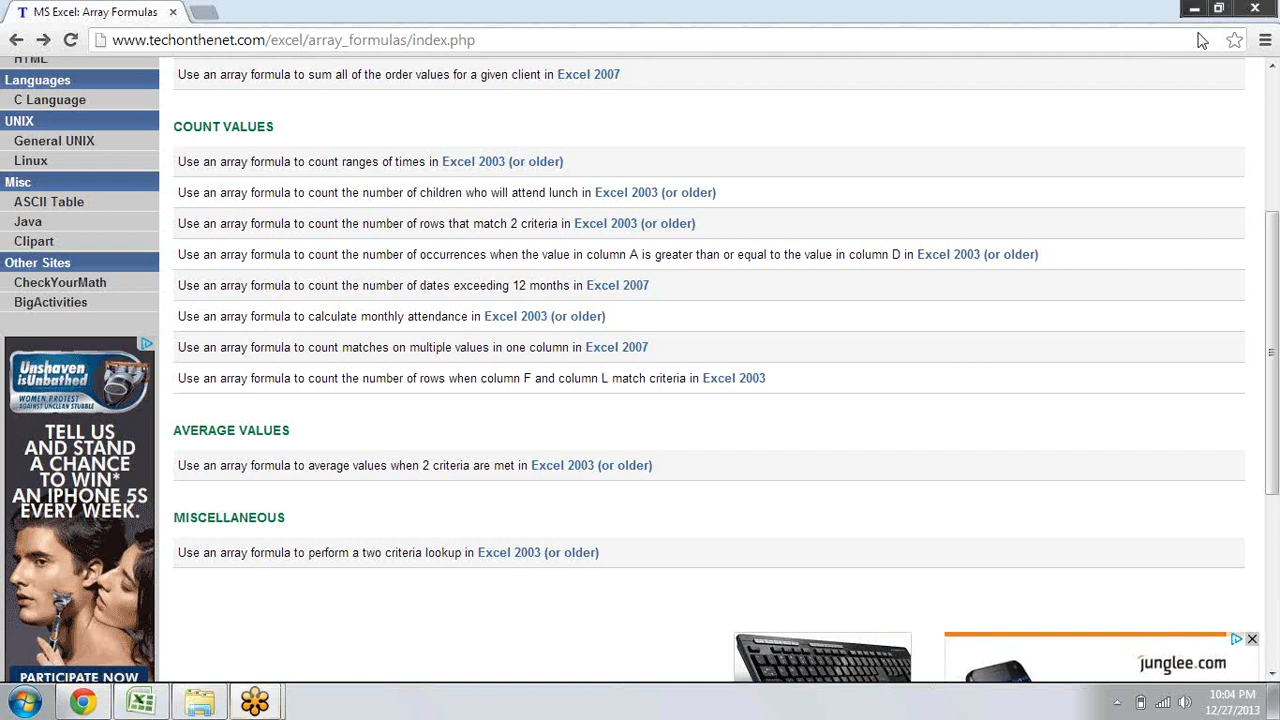 MS Excel: Array Formulas
www.techonthenet.com/excel/array_formulas/index.php
HTML
Languages
C Language
UNIX
General UNIX
Linux
Misc
ASCII Table
Java
Clipart
Other Sites
CheckYourMath
BigActivities
Unshaven
isUnbathed
WOMEN PROTEST
AGAINST UNCLEAN STUBBLE
TELL US
AND STAND
A CHANCE
TO WIN*
AN IPHONE 5S
EVERY WEEK.
PARTICIPATE NOW
Use an array formula to sum all of the order values for a given client in Excel 2007
COUNT VALUES
Use an array formula to count ranges of times in Excel 2003 (or older)
Use an array formula to count the number of children who will attend lunch in Excel 2003 (or older)
Use an array formula to count the number of rows that match 2 criteria in Excel 2003 (or older)
Use an array formula to count the number of occurrences when the value in column A is greater than or equal to the value in column D in Excel 2003 (or older)
Use an array formula to count the number of dates exceeding 12 months in Excel 2007
Use an array formula to calculate monthly attendance in Excel 2003 (or older)
Use an array formula to count matches on multiple values in one column in Excel 2007
Use an array formula to count the number of rows when column F and column L match criteria in Excel 2003
AVERAGE VALUES
Use an array formula to average values when 2 criteria are met in Excel 2003 (or older)
MISCELLANEOUS
Use an array formula to perform a two criteria lookup in Excel 2003 (or older)
junglee.com
10:04 PM
12/27/2013